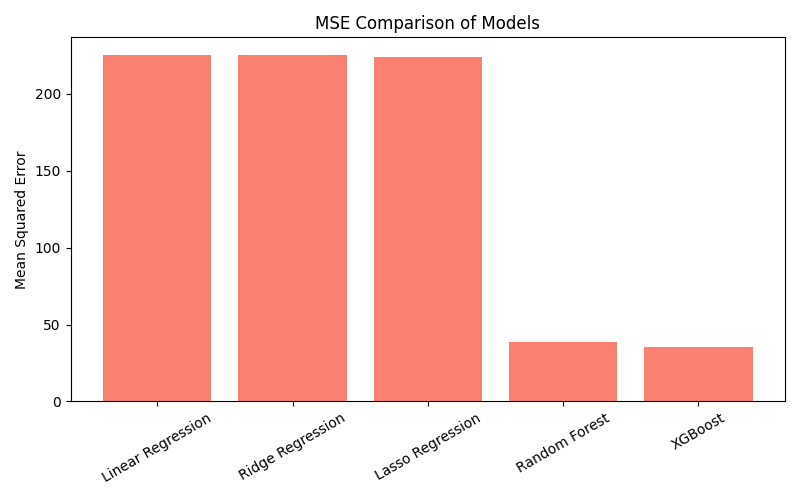 MSE Comparison of Models
Mean Squared Error
200
150
100
50
0
Linear Regression
Ridge Regression
Lasso Regression
Random Forest
XGBoost